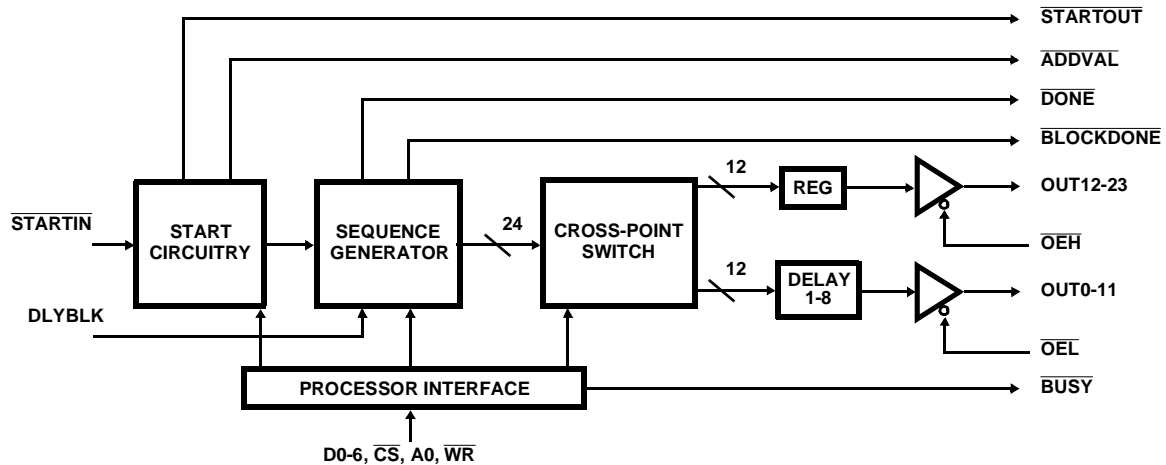 STARTOUT
ADDVAL
DONE
BLOCKDONE
12
REG
OUT12-23
STARTIN
START
CIRCUITRY
SEQUENCE
GENERATOR
24
CROSS-POINT
SWITCH
OEH
12
DELAY
1-8
OUT0-11
DLYBLK
OEL
PROCESSOR INTERFACE
BUSY
D0-6, CS, A0, WR